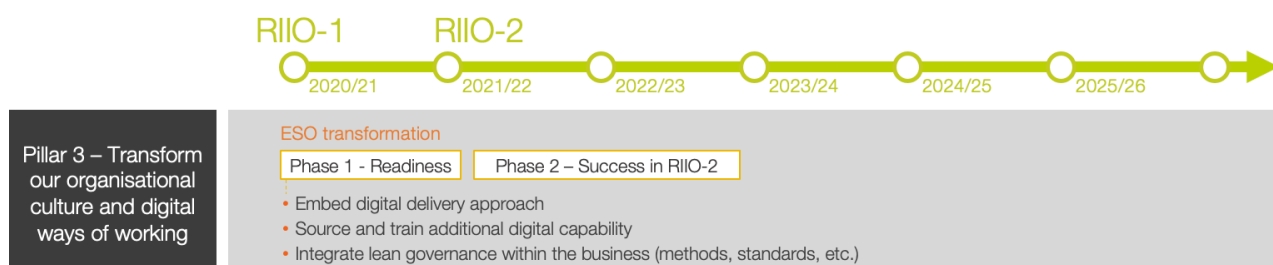 RIIO-1 RIIO-2
2020/21 2021/22 2022/23 2023/24 2024/25 2025/26
Pillar 3 – Transform
our organisational
culture and digital
ways of working
ESO transformation
Phase 1 - Readiness Phase 2 – Success in RIIO-2
• Embed digital delivery approach
• Source and train additional digital capability
• Integrate lean governance within the business (methods, standards, etc.)